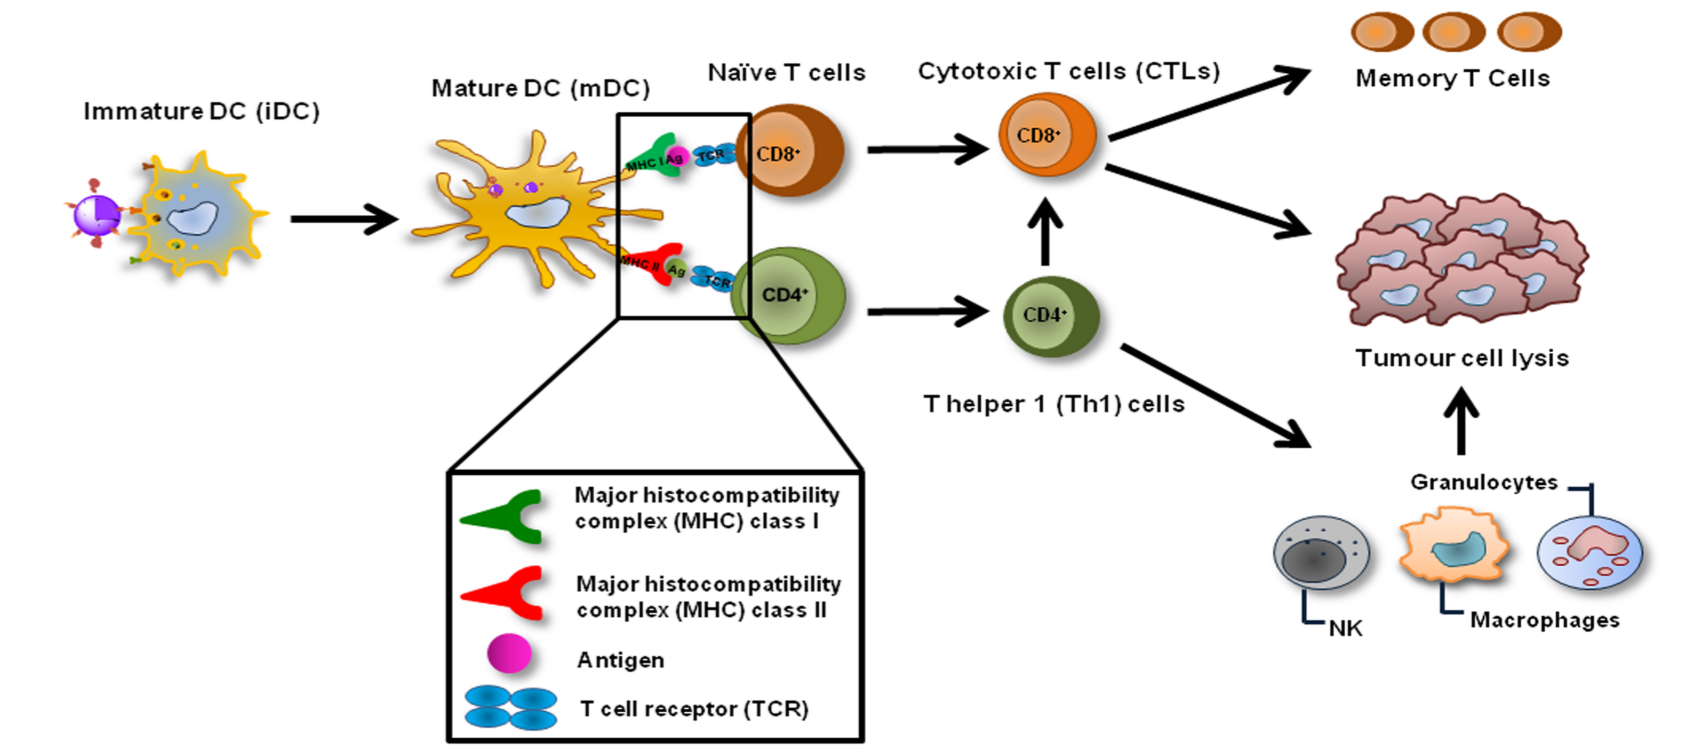 Immature DC (iDC)
Mature DC (mDC)
Naïve T cells
Cytotoxic T cells (CTLs)
Memory T Cells
MHC I
Ag
TCR
CD8+
CD8+
MHC II
Ag
TCR
CD4+
CD4+
T helper 1 (Th1) cells
Tumour cell lysis
Granulocytes
NK
Macrophages
Major histocompatibility
complex (MHC) class I
Major histocompatibility
complex (MHC) class II
Antigen
T cell receptor (TCR)